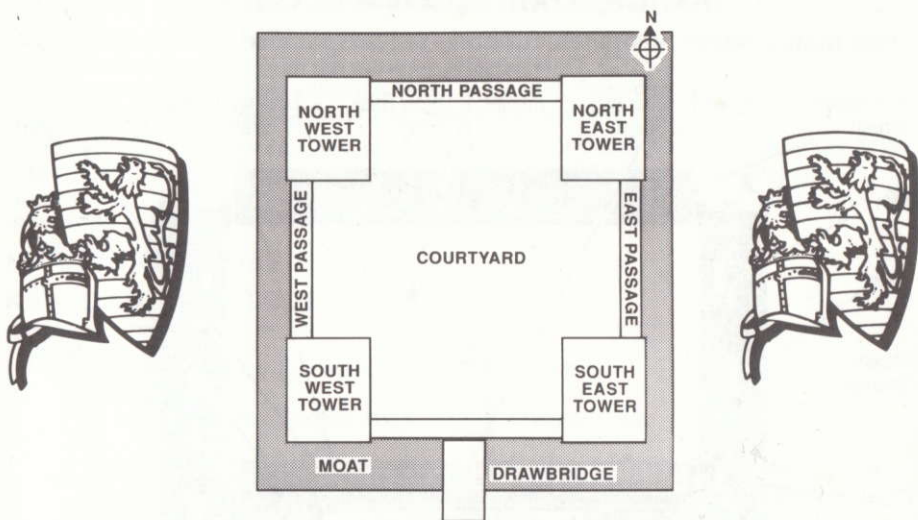 N
NORTH PASSAGE
NORTH
WEST
TOWER
NORTH
EAST
TOWER
WEST PASSAGE
COURTYARD
EAST PASSAGE
SOUTH
WEST
TOWER
SOUTH
EAST
TOWER
MOAT
DRAWBRIDGE